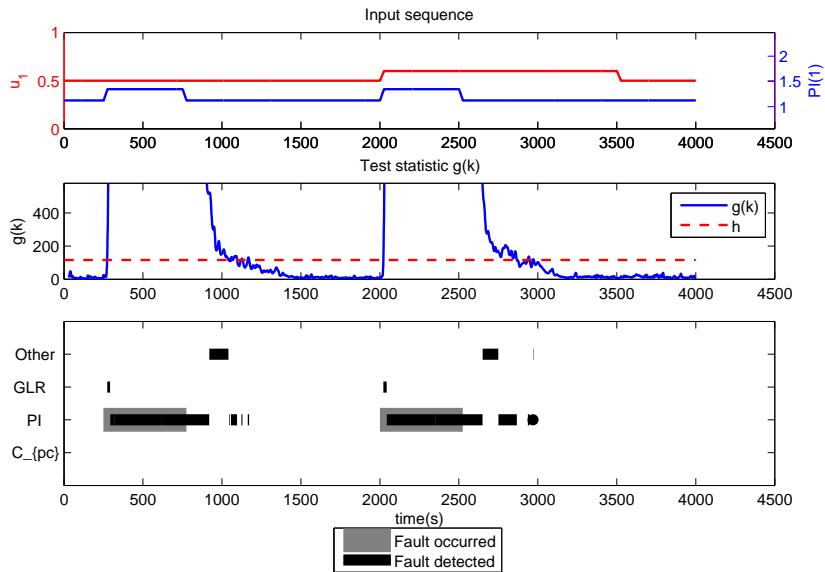 Input sequence
1
0.5
0
u_1
2
1.5
1
PI(1)
0 500 1000 1500 2000 2500 3000 3500 4000 4500
Test statistic g(k)
400
200
0
g(k)
g(k)
h
0 500 1000 1500 2000 2500 3000 3500 4000 4500
Other
GLR
PI
C_{pc}
0 500 1000 1500 2000 2500 3000 3500 4000 4500
time(s)
Fault occurred
Fault detected